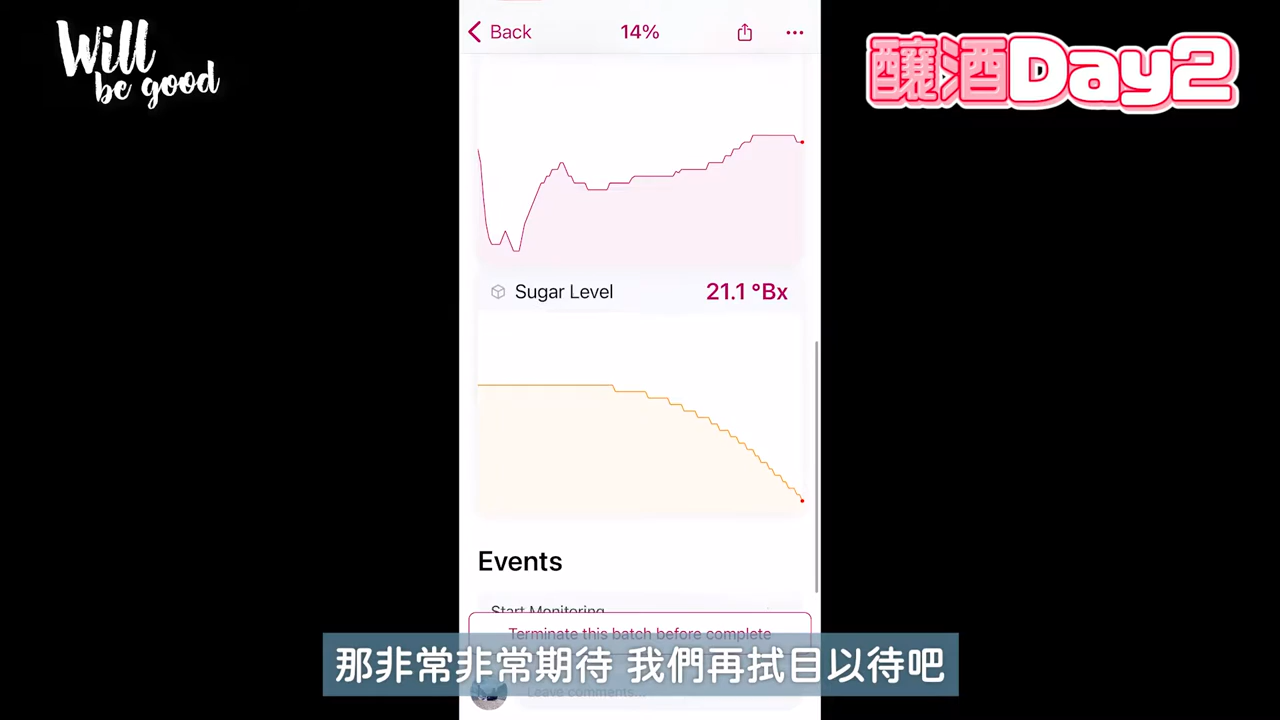 Will
be good
Back
14%
釀酒Day2
Sugar Level
21.1 °Bx
Events
Start Monitoring
Terminate this batch before complete
那非常非常期待 我們再拭目以待吧
Leave comments...